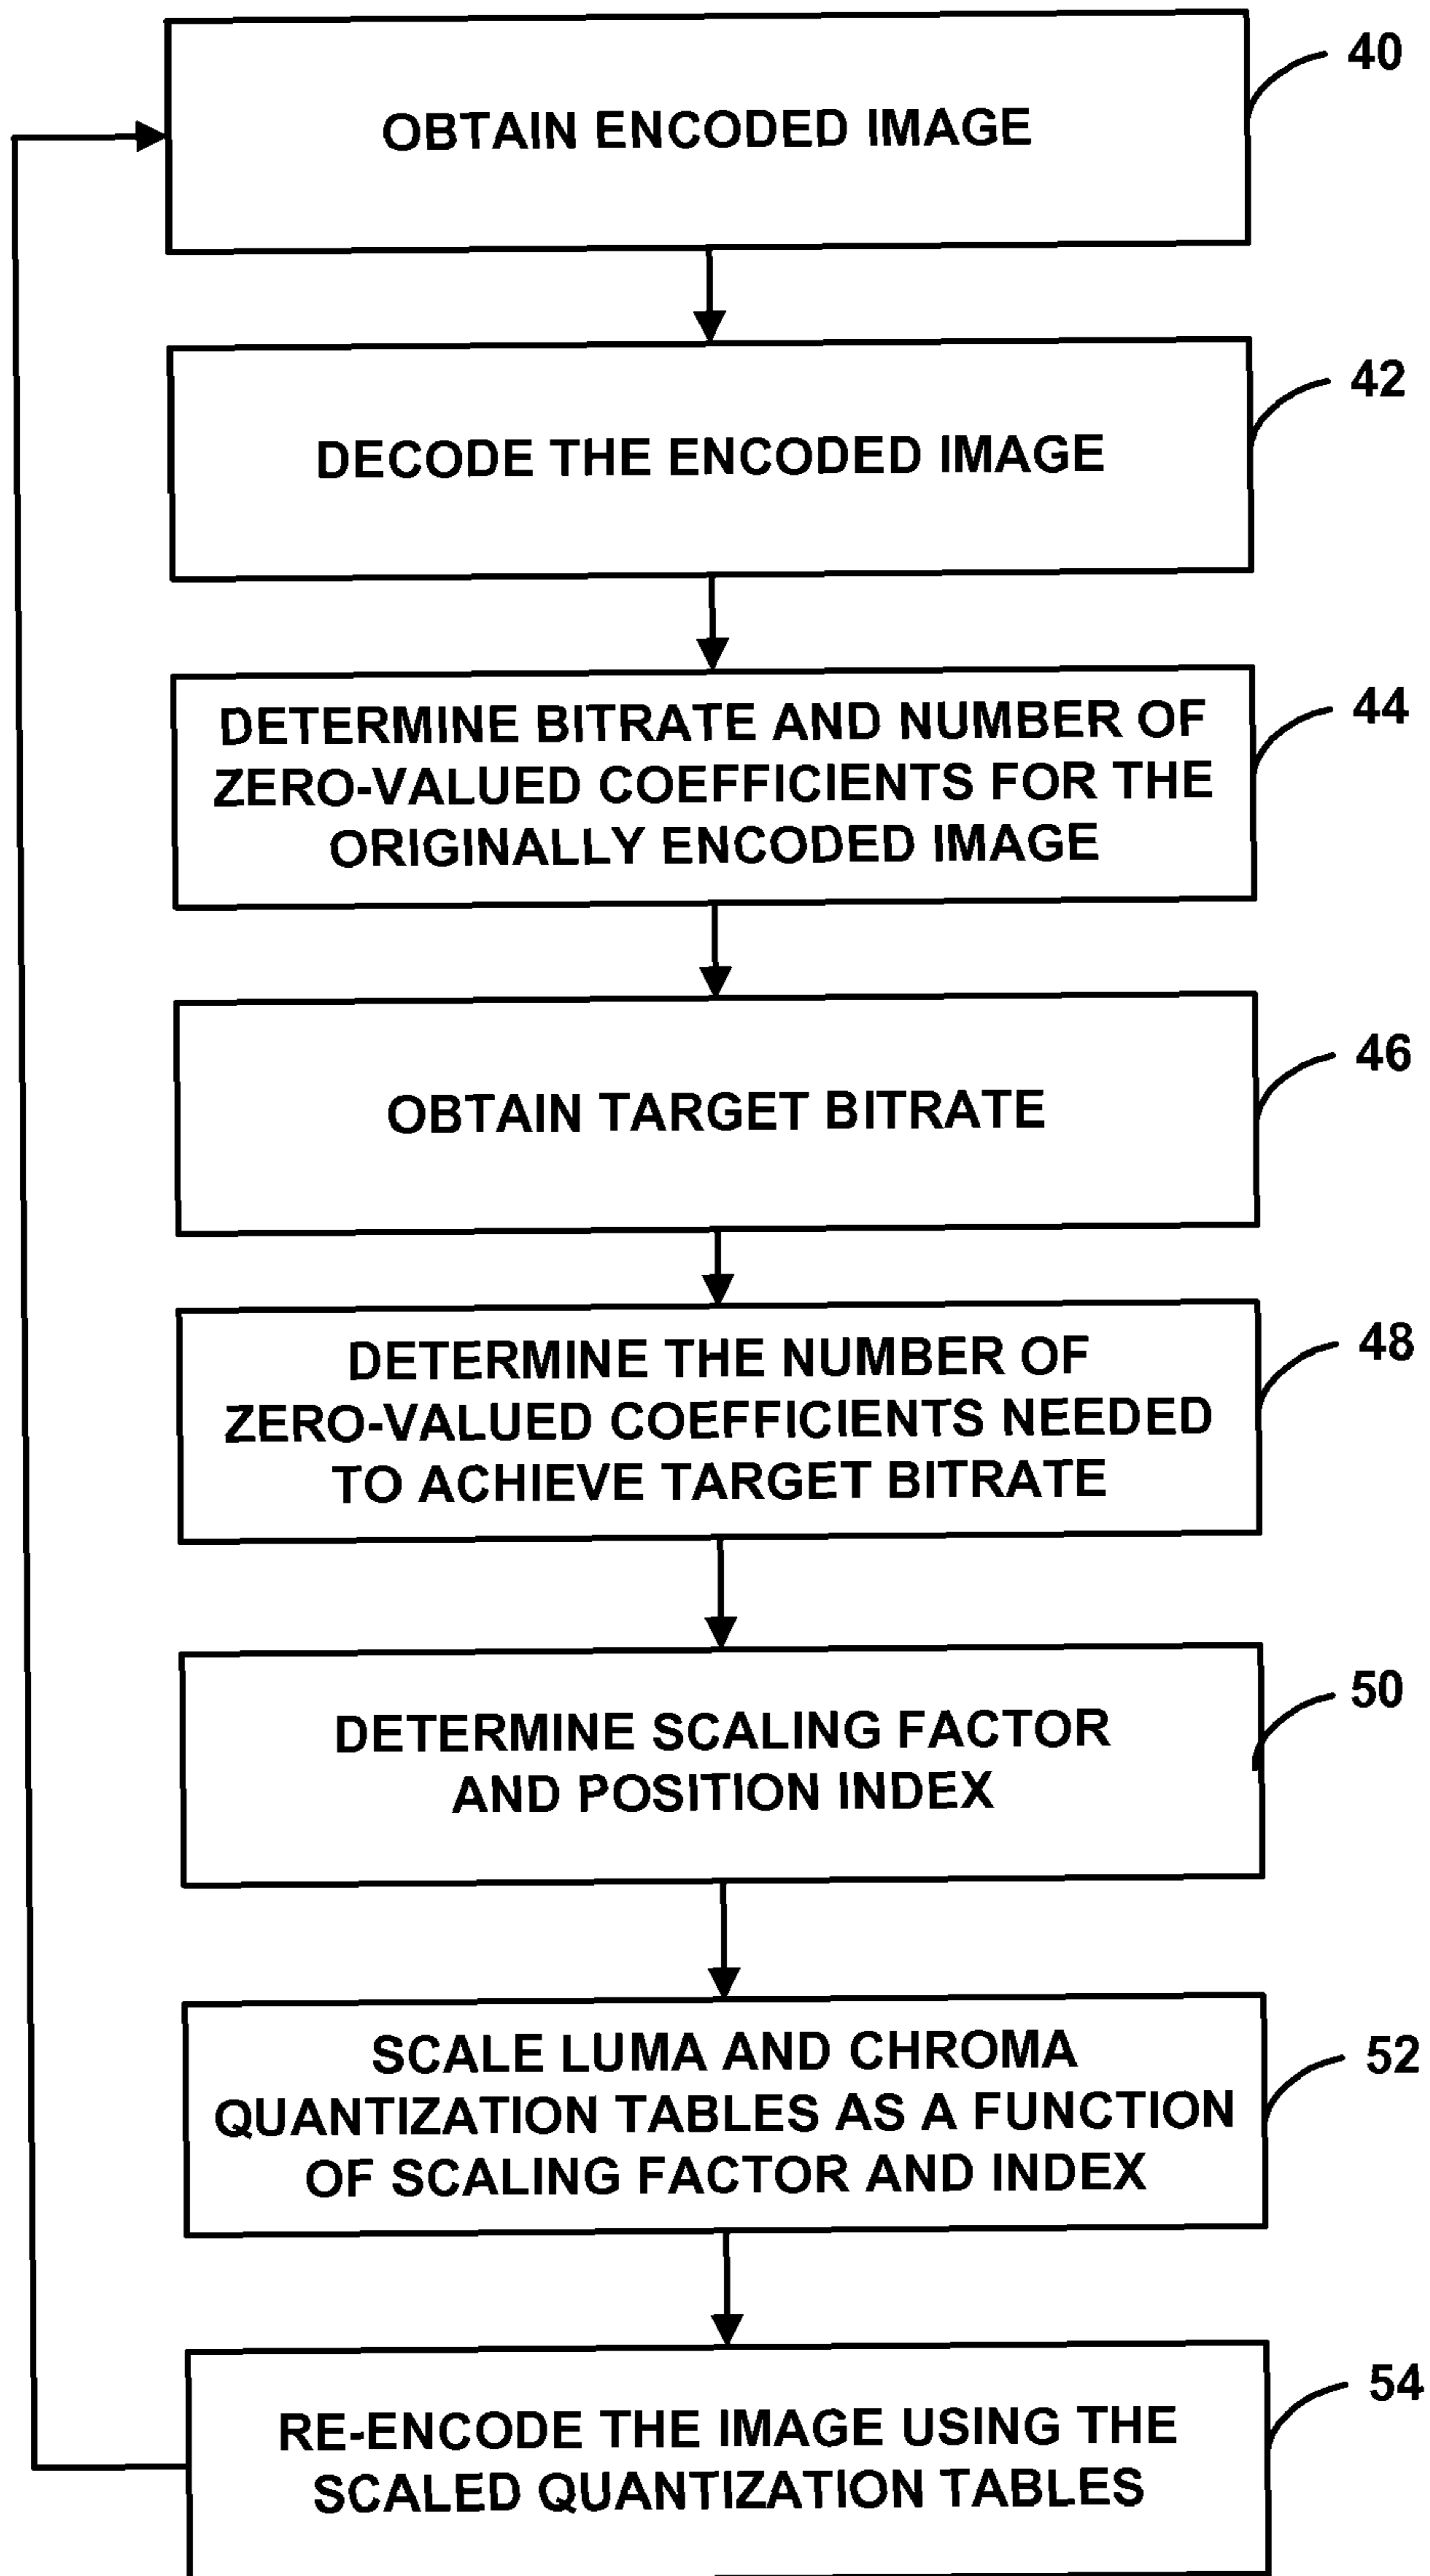 40
OBTAIN ENCODED IMAGE
42
DECODE THE ENCODED IMAGE
44
DETERMINE BITRATE AND NUMBER OF
ZERO-VALUED COEFFICIENTS FOR THE
ORIGINALLY ENCODED IMAGE
46
OBTAIN TARGET BITRATE
48
DETERMINE THE NUMBER OF
ZERO-VALUED COEFFICIENTS NEEDED
TO ACHIEVE TARGET BITRATE
50
DETERMINE SCALING FACTOR
AND POSITION INDEX
52
SCALE LUMA AND CHROMA
QUANTIZATION TABLES AS A FUNCTION
OF SCALING FACTOR AND INDEX
54
RE-ENCODE THE IMAGE USING THE
SCALED QUANTIZATION TABLES